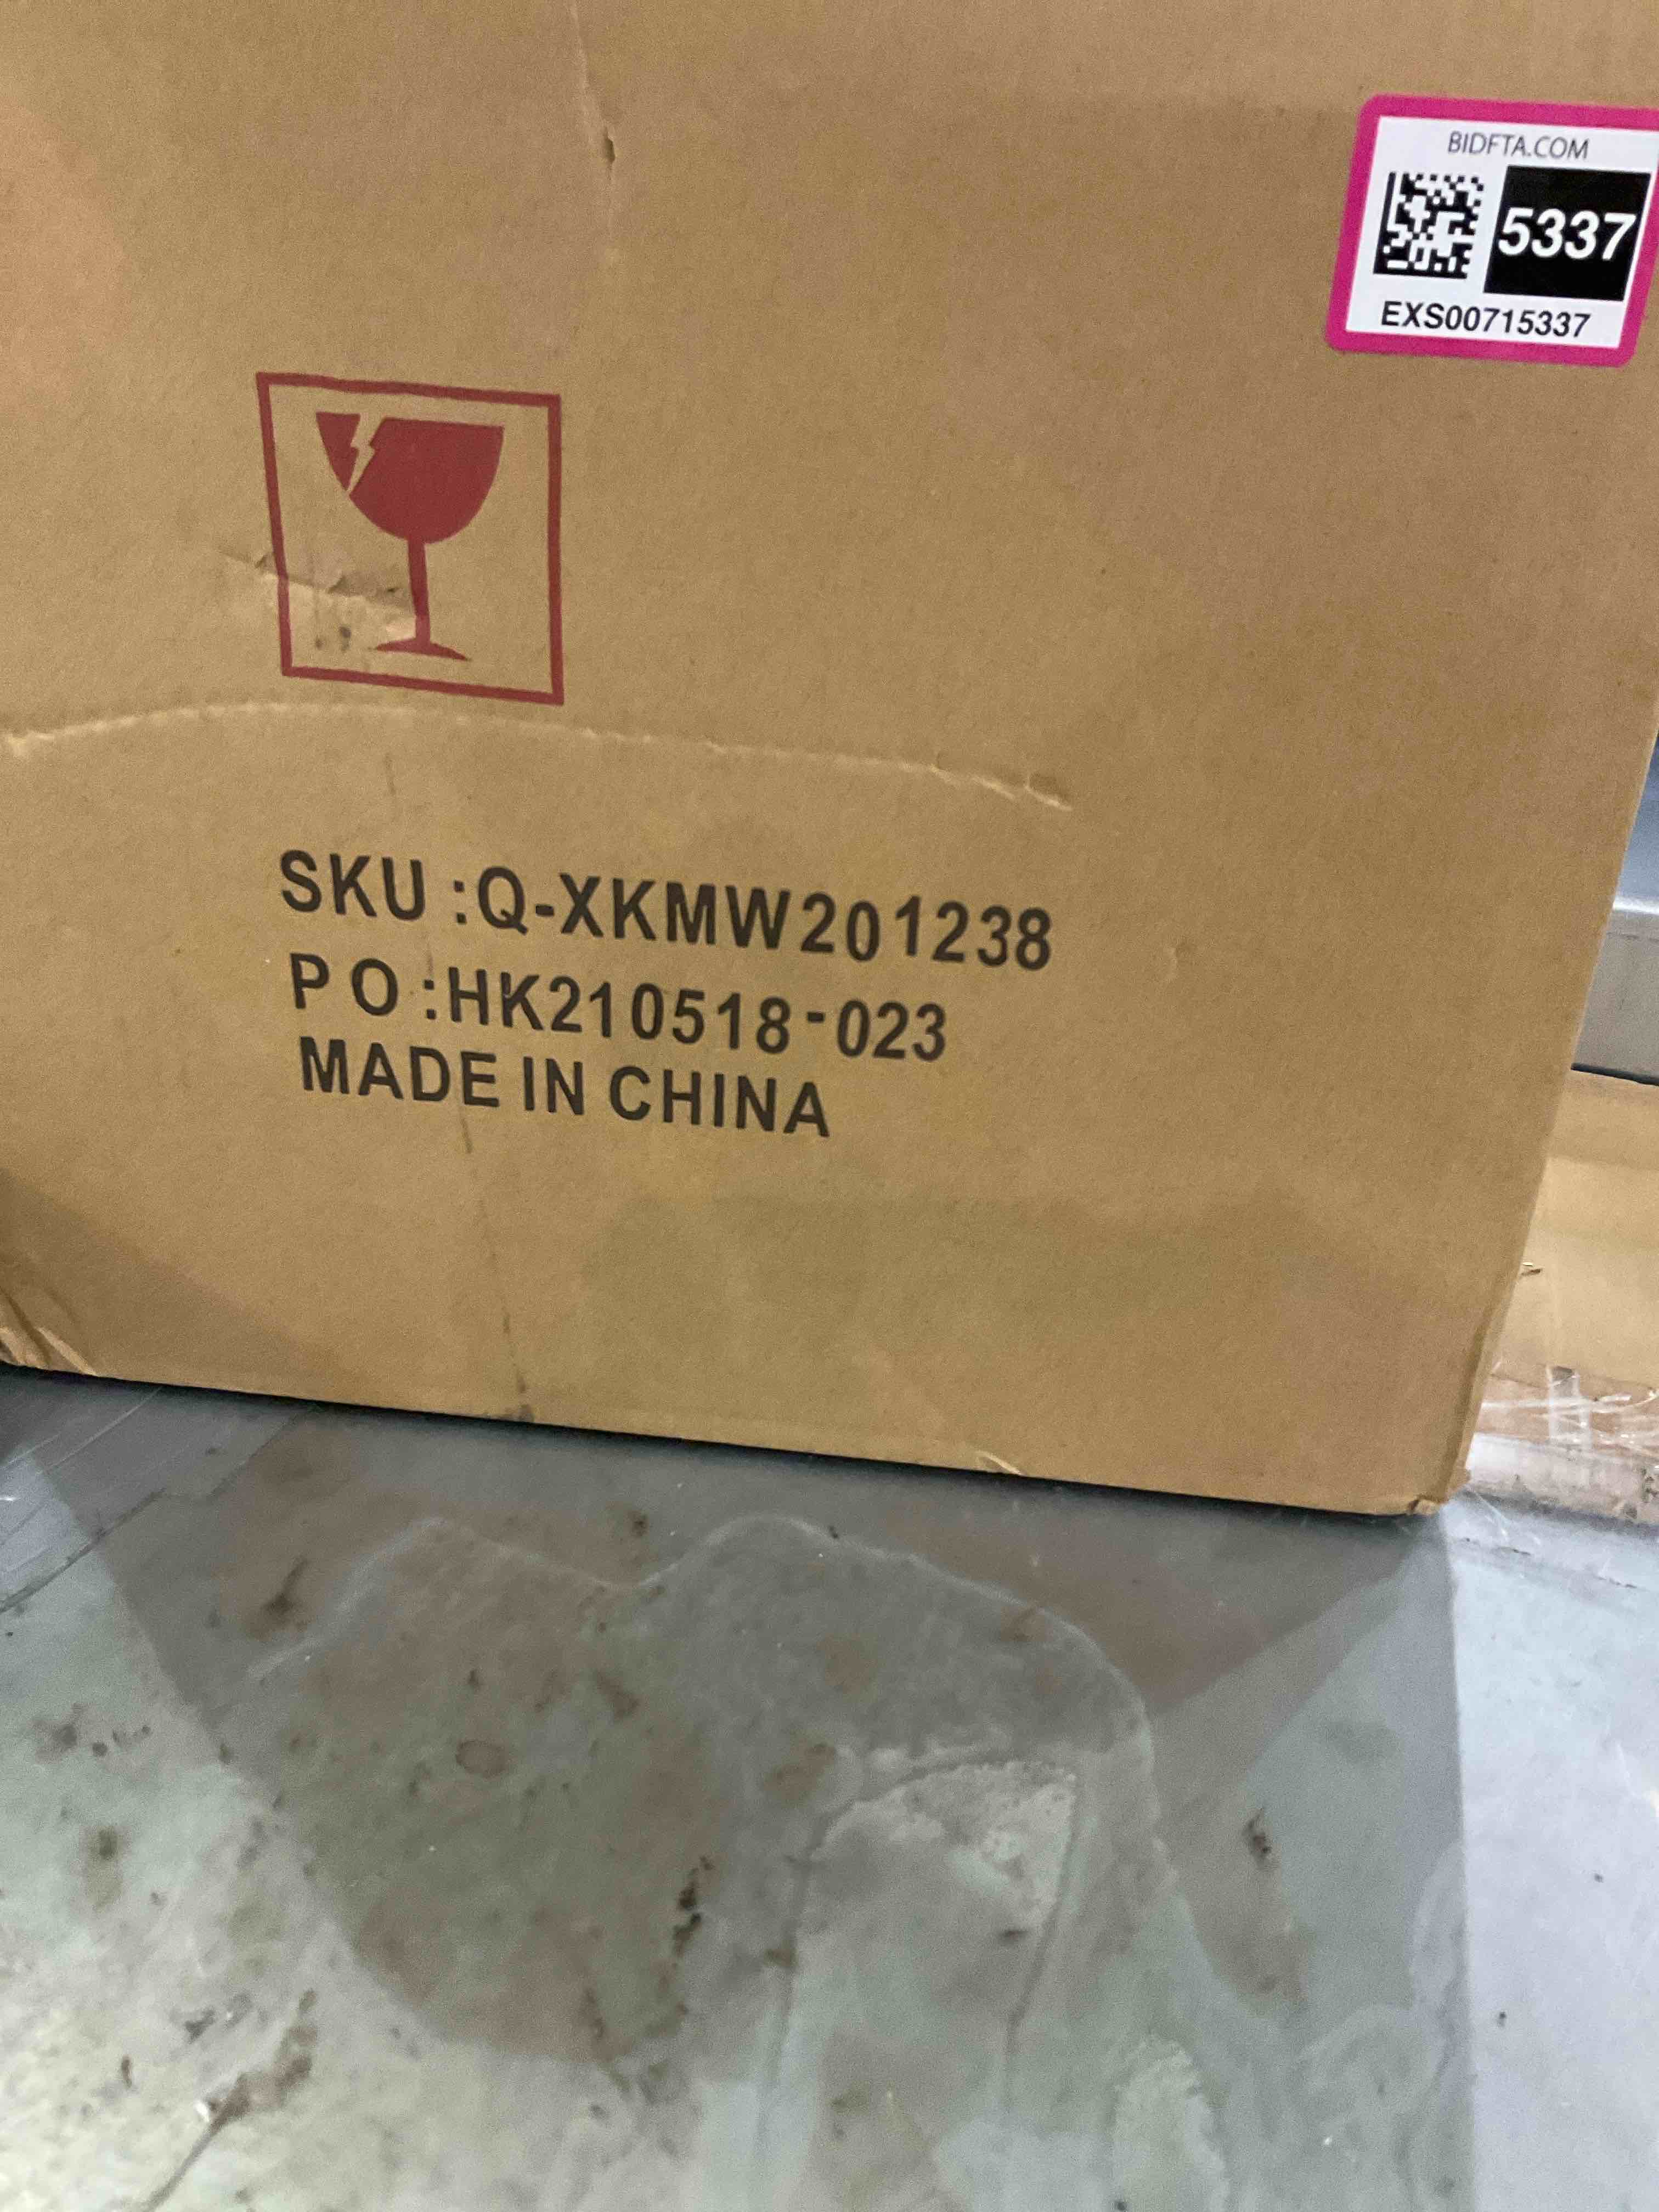 BIDFTA.COM
5337
EXS00715337
SKU :Q-XKMW201238
P O :HK210518-023
MADE IN CHINA